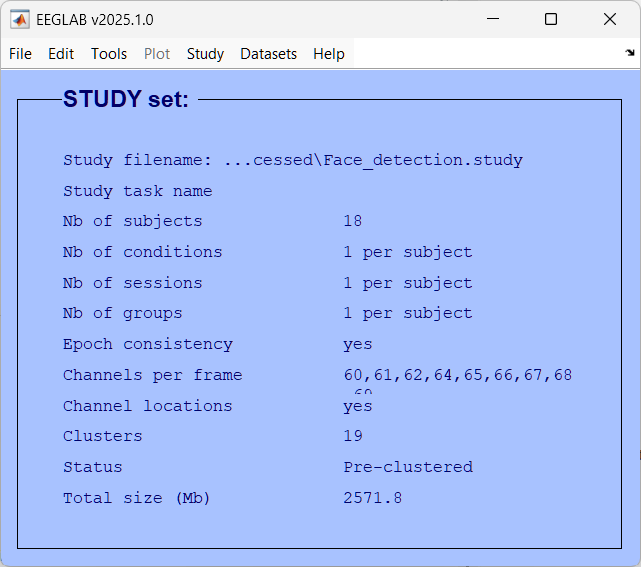 EEGLAB v2025.1.0
File Edit Tools Plot Study Datasets Help
STUDY set:
Study filename: ...cessed\Face_detection.study
Study task name
Nb of subjects 18
Nb of conditions 1 per subject
Nb of sessions 1 per subject
Nb of groups 1 per subject
Epoch consistency yes
Channels per frame 60,61,62,64,65,66,67,68
Channel locations yes
Clusters 19
Status Pre-clustered
Total size (Mb) 2571.8